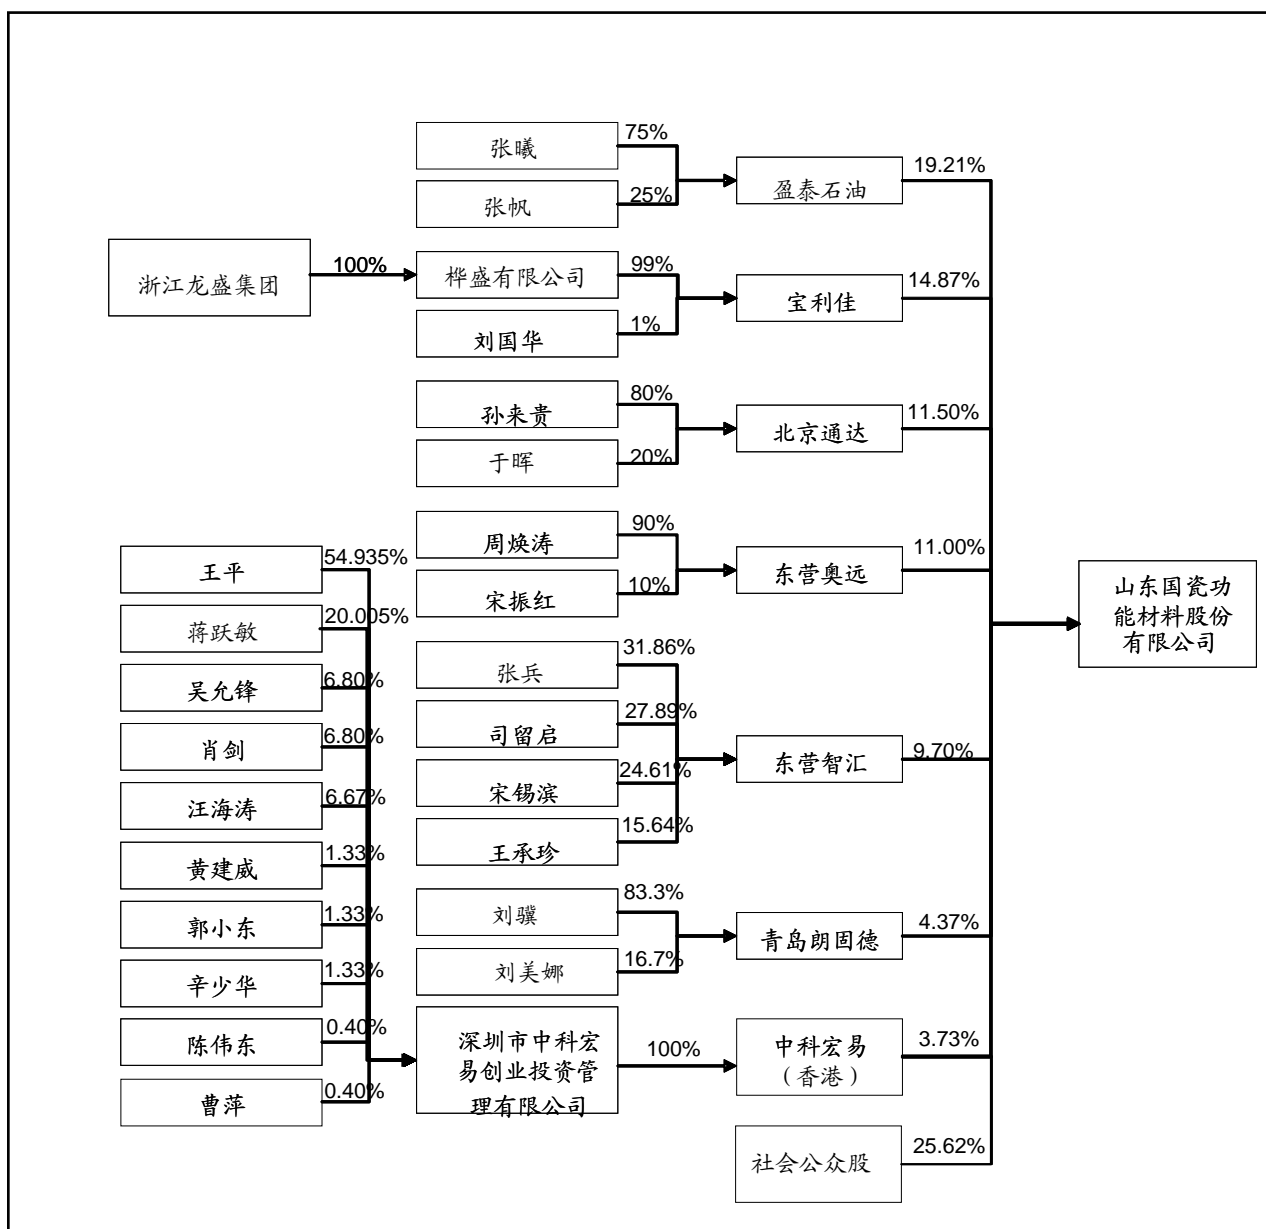 张曦
75%
张帆
25%
盈泰石油
19.21%
浙江龙盛集团
100%
桦盛有限公司
99%
刘国华
1%
宝利佳
14.87%
孙来贵
80%
于晖
20%
北京通达
11.50%
周焕涛
90%
宋振红
10%
东营奥远
11.00%
张兵
31.86%
司留启
27.89%
宋锡滨
24.61%
王承珍
15.64%
东营智汇
9.70%
刘骥
83.3%
刘美娜
16.7%
青岛朗固德
4.37%
王平
54.935%
蒋跃敏
20.005%
吴允锋
6.80%
肖剑
6.80%
汪海涛
6.67%
黄建威
1.33%
郭小东
1.33%
辛少华
1.33%
陈伟东
0.40%
曹萍
0.40%
深圳市中科宏
易创业投资管
理有限公司
100%
中科宏易
（香港）
3.73%
社会公众股
25.62%
山东国瓷功
能材料股份
有限公司